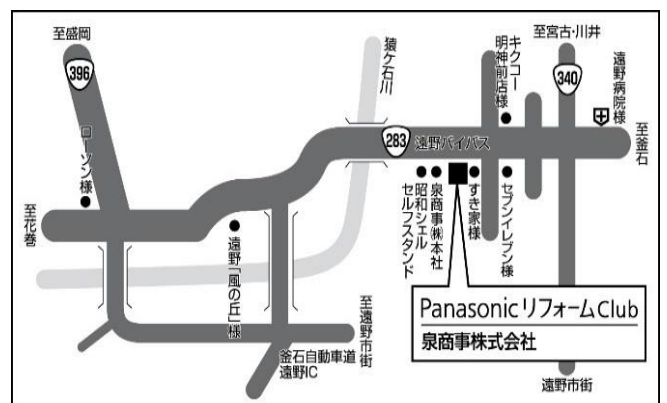 至盛岡
396
ローソン様
至花巻
遠野「風の丘」様
猿ケ石川
283
遠野バイパス
昭和シェル
セルフスタンド
泉商事㈱本社
すき家様
キクコー
明神前店様
セブンイレブン様
至宮古・川井
340
遠野病院様
至釜石
至遠野市街
釜石自動車道
遠野IC
Panasonic リフォーム Club
泉商事株式会社
遠野市街